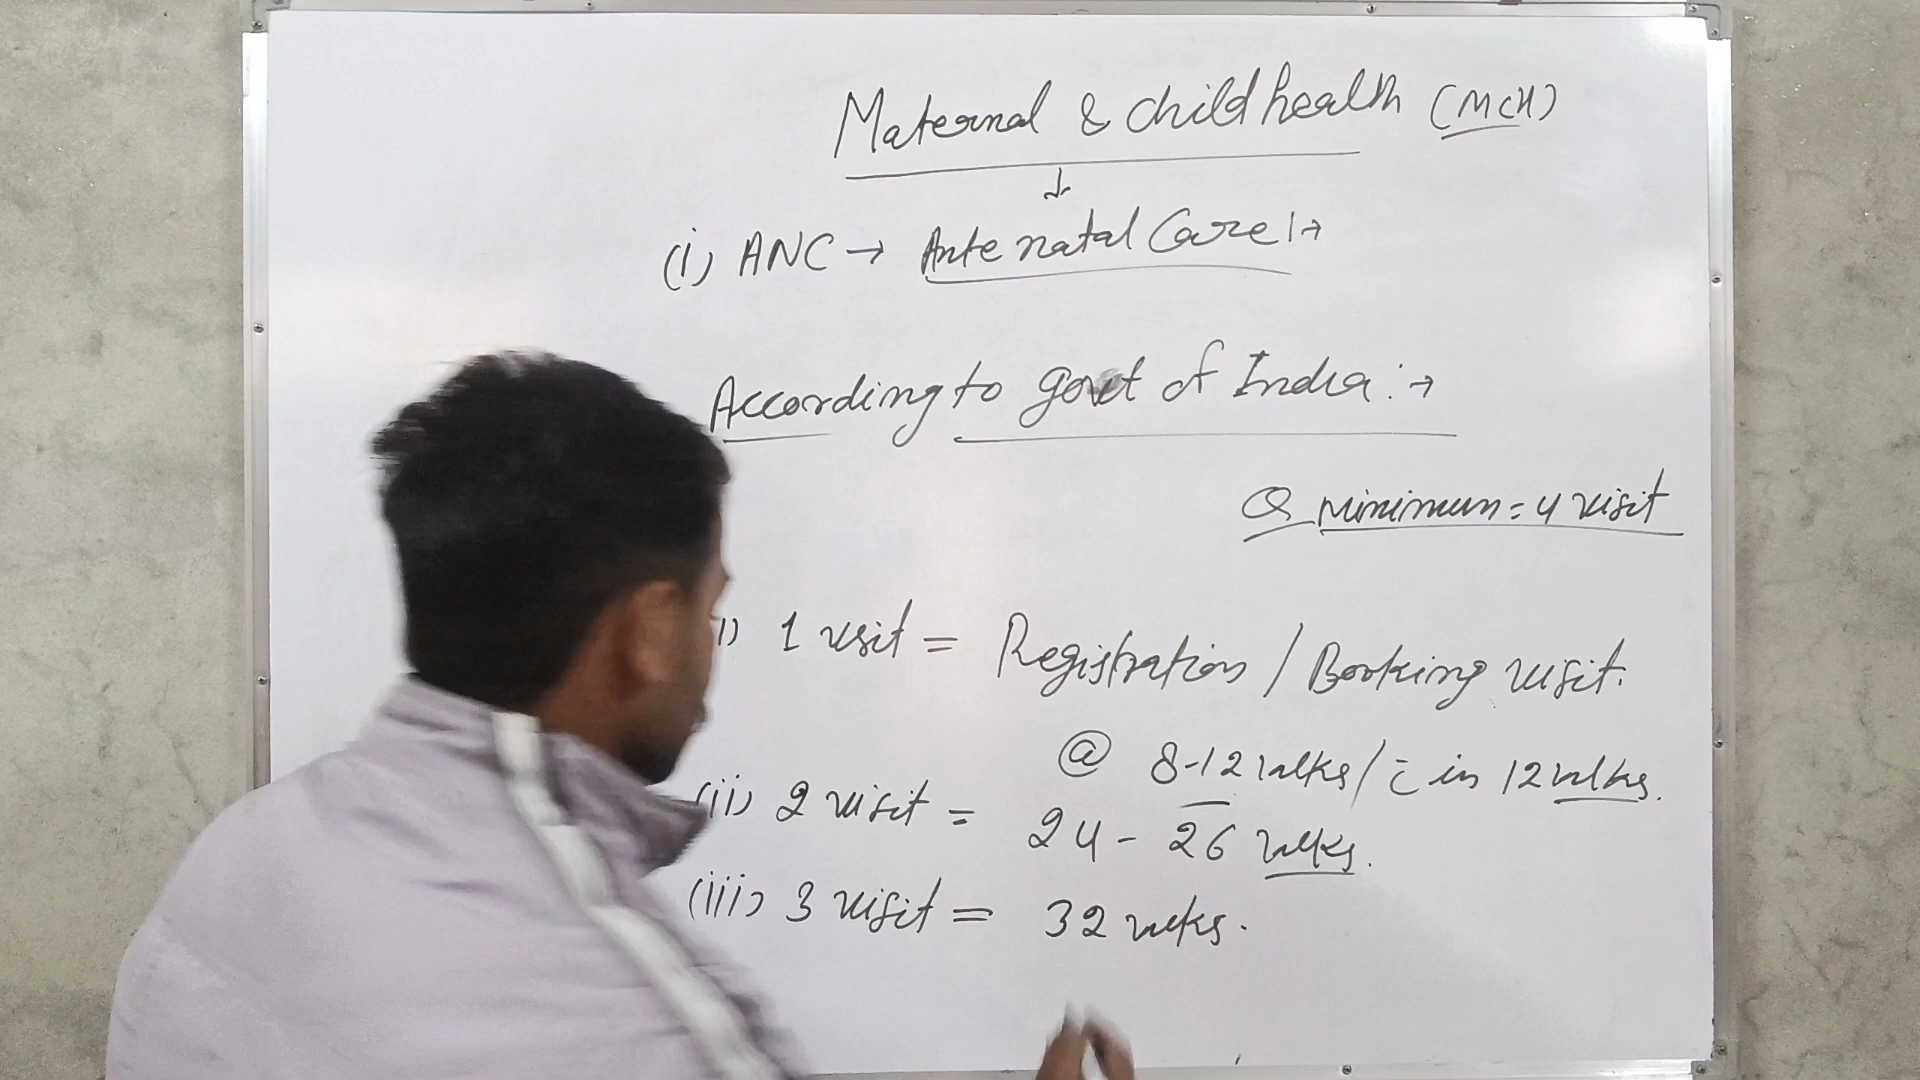 Maternal & child health (MCH)
(i) ANC → Ante natal Care :→
According to govt of India :→
Q Minimum = 4 visit
i) 1 visit = Registration / Booking visit.
@ 8-12 wks / c̄ in 12 wks.
(ii) 2 visit = 24 - 26 wks.
(iii) 3 visit = 32 wks.